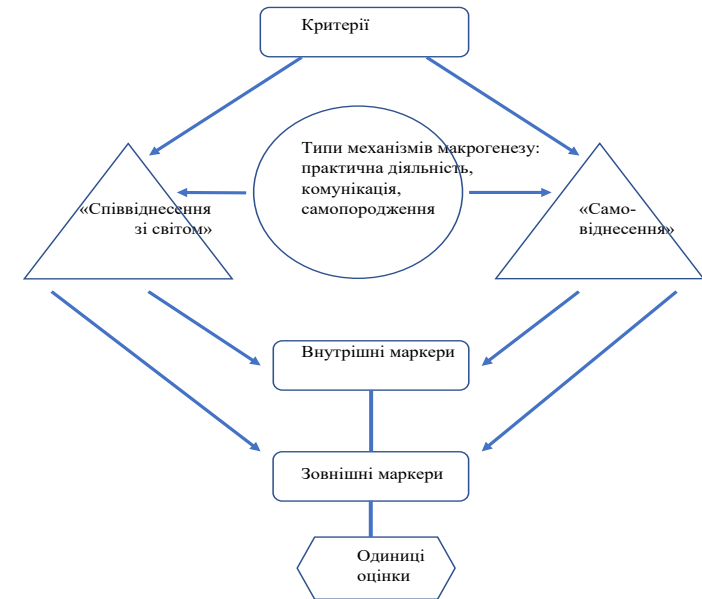 Критерії
Типи механізмів макрогенезу:
практична діяльність,
комунікація,
самопородження
«Співвіднесення
зі світом»
«Само-
віднесення»
Внутрішні маркери
Зовнішні маркери
Одиниці
оцінки